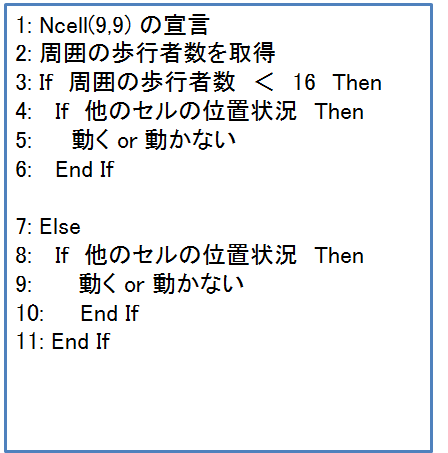 1: Ncell(9,9) の宣言
2: 周囲の歩行者数を取得
3: If 周囲の歩行者数 < 16 Then
4: If 他のセルの位置状況 Then
5: 動く or 動かない
6: End If
7: Else
8: If 他のセルの位置状況 Then
9: 動く or 動かない
10: End If
11: End If